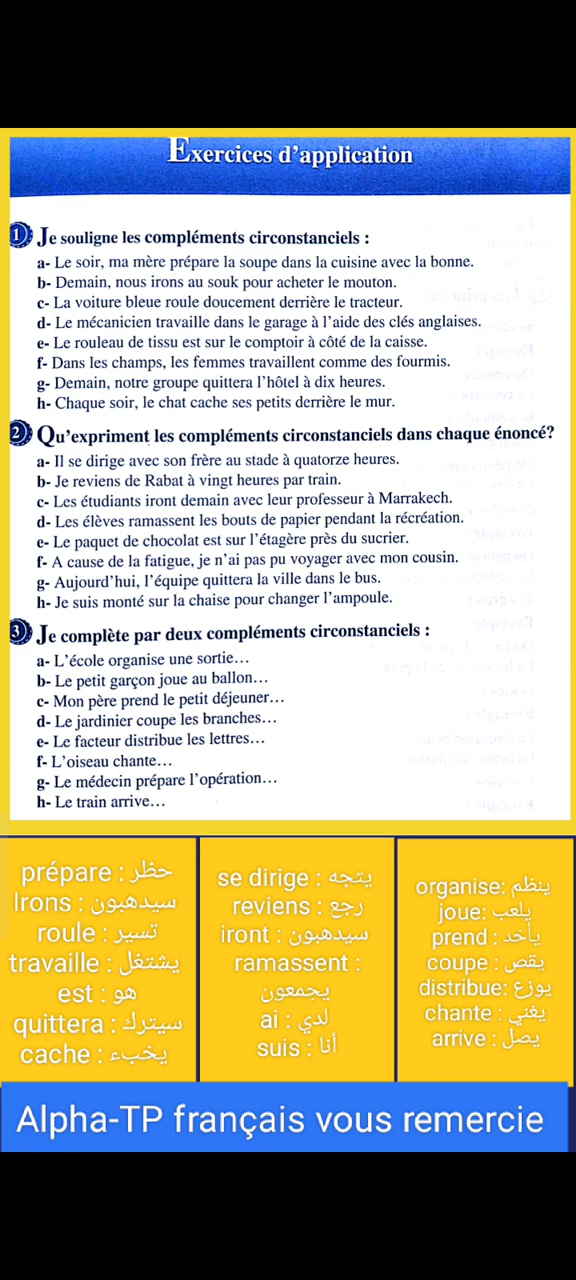 Exercices d'application
1 Je souligne les compléments circonstanciels :
a- Le soir, ma mère prépare la soupe dans la cuisine avec la bonne.
b- Demain, nous irons au souk pour acheter le mouton.
c- La voiture bleue roule doucement derrière le tracteur.
d- Le mécanicien travaille dans le garage à l'aide des clés anglaises.
e- Le rouleau de tissu est sur le comptoir à côté de la caisse.
f- Dans les champs, les femmes travaillent comme des fourmis.
g- Demain, notre groupe quittera l'hôtel à dix heures.
h- Chaque soir, le chat cache ses petits derrière le mur.
2 Qu'expriment les compléments circonstanciels dans chaque énoncé?
a- Il se dirige avec son frère au stade à quatorze heures.
b- Je reviens de Rabat à vingt heures par train.
c- Les étudiants iront demain avec leur professeur à Marrakech.
d- Les élèves ramassent les bouts de papier pendant la récréation.
e- Le paquet de chocolat est sur l'étagère près du sucrier.
f- A cause de la fatigue, je n'ai pas pu voyager avec mon cousin.
g- Aujourd'hui, l'équipe quittera la ville dans le bus.
h- Je suis monté sur la chaise pour changer l'ampoule.
3 Je complète par deux compléments circonstanciels :
a- L'école organise une sortie…
b- Le petit garçon joue au ballon…
c- Mon père prend le petit déjeuner…
d- Le jardinier coupe les branches…
e- Le facteur distribue les lettres…
f- L'oiseau chante…
g- Le médecin prépare l'opération…
h- Le train arrive…
prépare : حظر
Irons : سيدهبون
roule : تسير
travaille : يشتغل
est : هو
quittera : سيترك
cache : يخبء
se dirige : يتجه
reviens : رجع
iront : سيدهبون
ramassent :
يجمعون
ai : لدي
suis : أنا
organise: ينظم
joue: يلعب
prend : يأخد
coupe : يقص
distribue: يوزع
chante : يغني
arrive : يصل
Alpha-TP français vous remercie